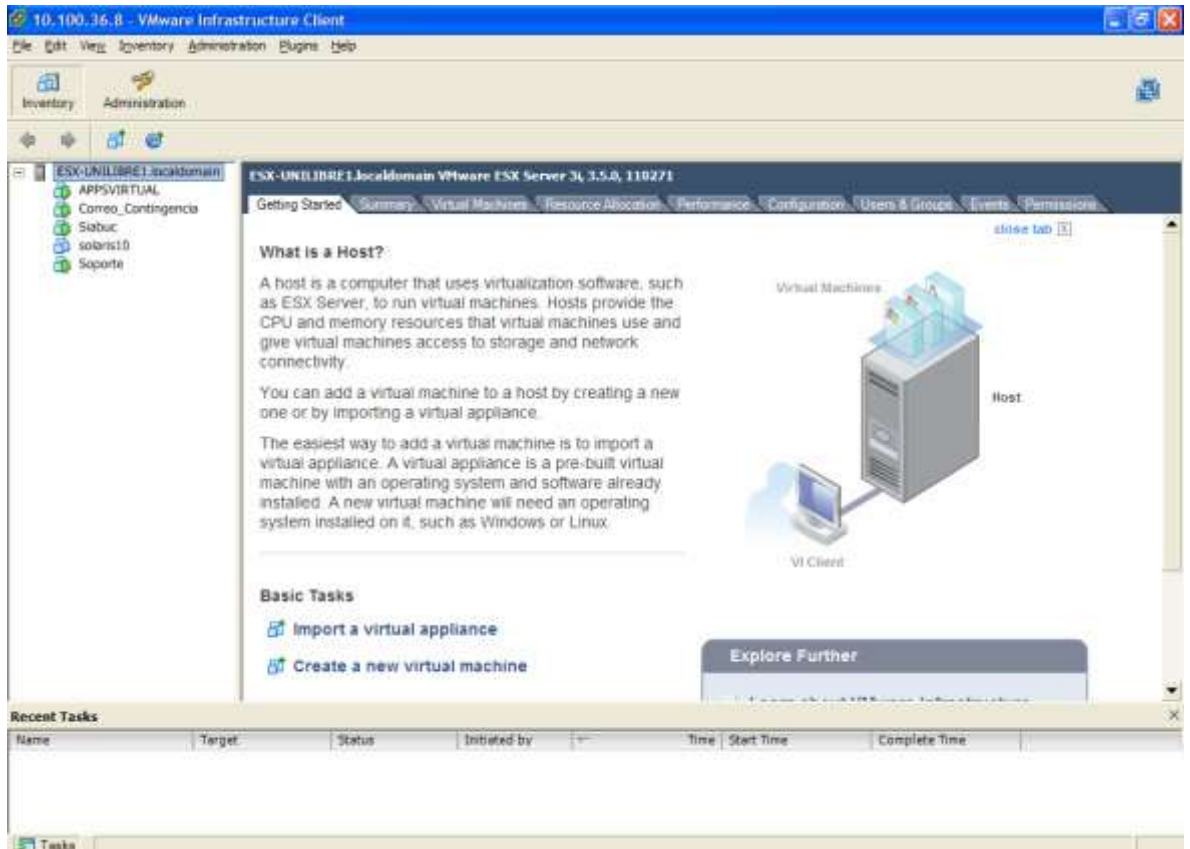 10.100.36.8 - VMware Infrastructure Client
File Edit View Inventory Administration Plugins Help
Inventory Administration
ESX-UNILIBRE1.localdomain
APPSVIRTUAL
Correo_Contingencia
Siabuc
solaris10
Soporte
ESX-UNILIBRE1.localdomain VMware ESX Server 3i, 3.5.0, 110271
Getting Started Summary Virtual Machines Resource Allocation Performance Configuration Users & Groups Events Permissions
close tab
What is a Host?
A host is a computer that uses virtualization software, such
as ESX Server, to run virtual machines. Hosts provide the
CPU and memory resources that virtual machines use and
give virtual machines access to storage and network
connectivity.
You can add a virtual machine to a host by creating a new
one or by importing a virtual appliance.
The easiest way to add a virtual machine is to import a
virtual appliance. A virtual appliance is a pre-built virtual
machine with an operating system and software already
installed. A new virtual machine will need an operating
system installed on it, such as Windows or Linux.
Virtual Machines
Host
VI Client
Basic Tasks
Import a virtual appliance
Create a new virtual machine
Explore Further
Recent Tasks
Name Target Status Initiated by Time Start Time Complete Time
Tasks